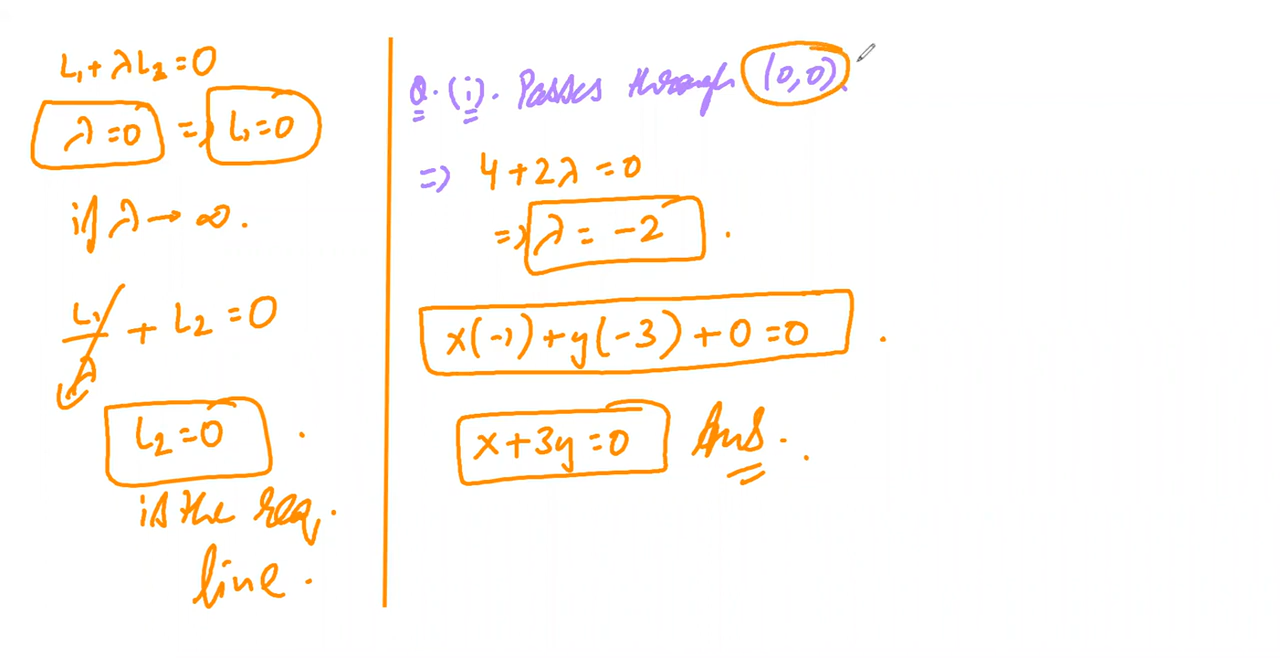 L₁ + λL₂ = 0
λ = 0 => L₁ = 0
if λ → ∞.
L₁/λ + L₂ = 0
L₂ = 0.
is the req.
line.
Q. (i). Passes through (0,0).
=> 4 + 2λ = 0
=> λ = -2.
x(-1) + y(-3) + 0 = 0.
x + 3y = 0 Ans.